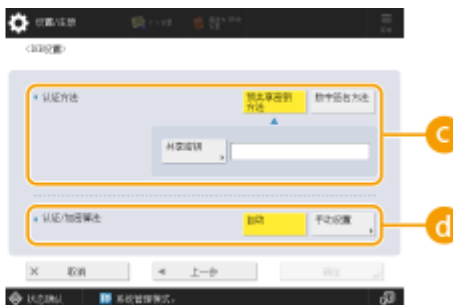 设置/注册
<IKE设置>
认证方法
预共享密钥
方法
数字签名方法
共享密钥
c
认证/加密算法
自动
手动设置
d
× 取消
◄ 上一步
确定
状态确认
系统管理模式。